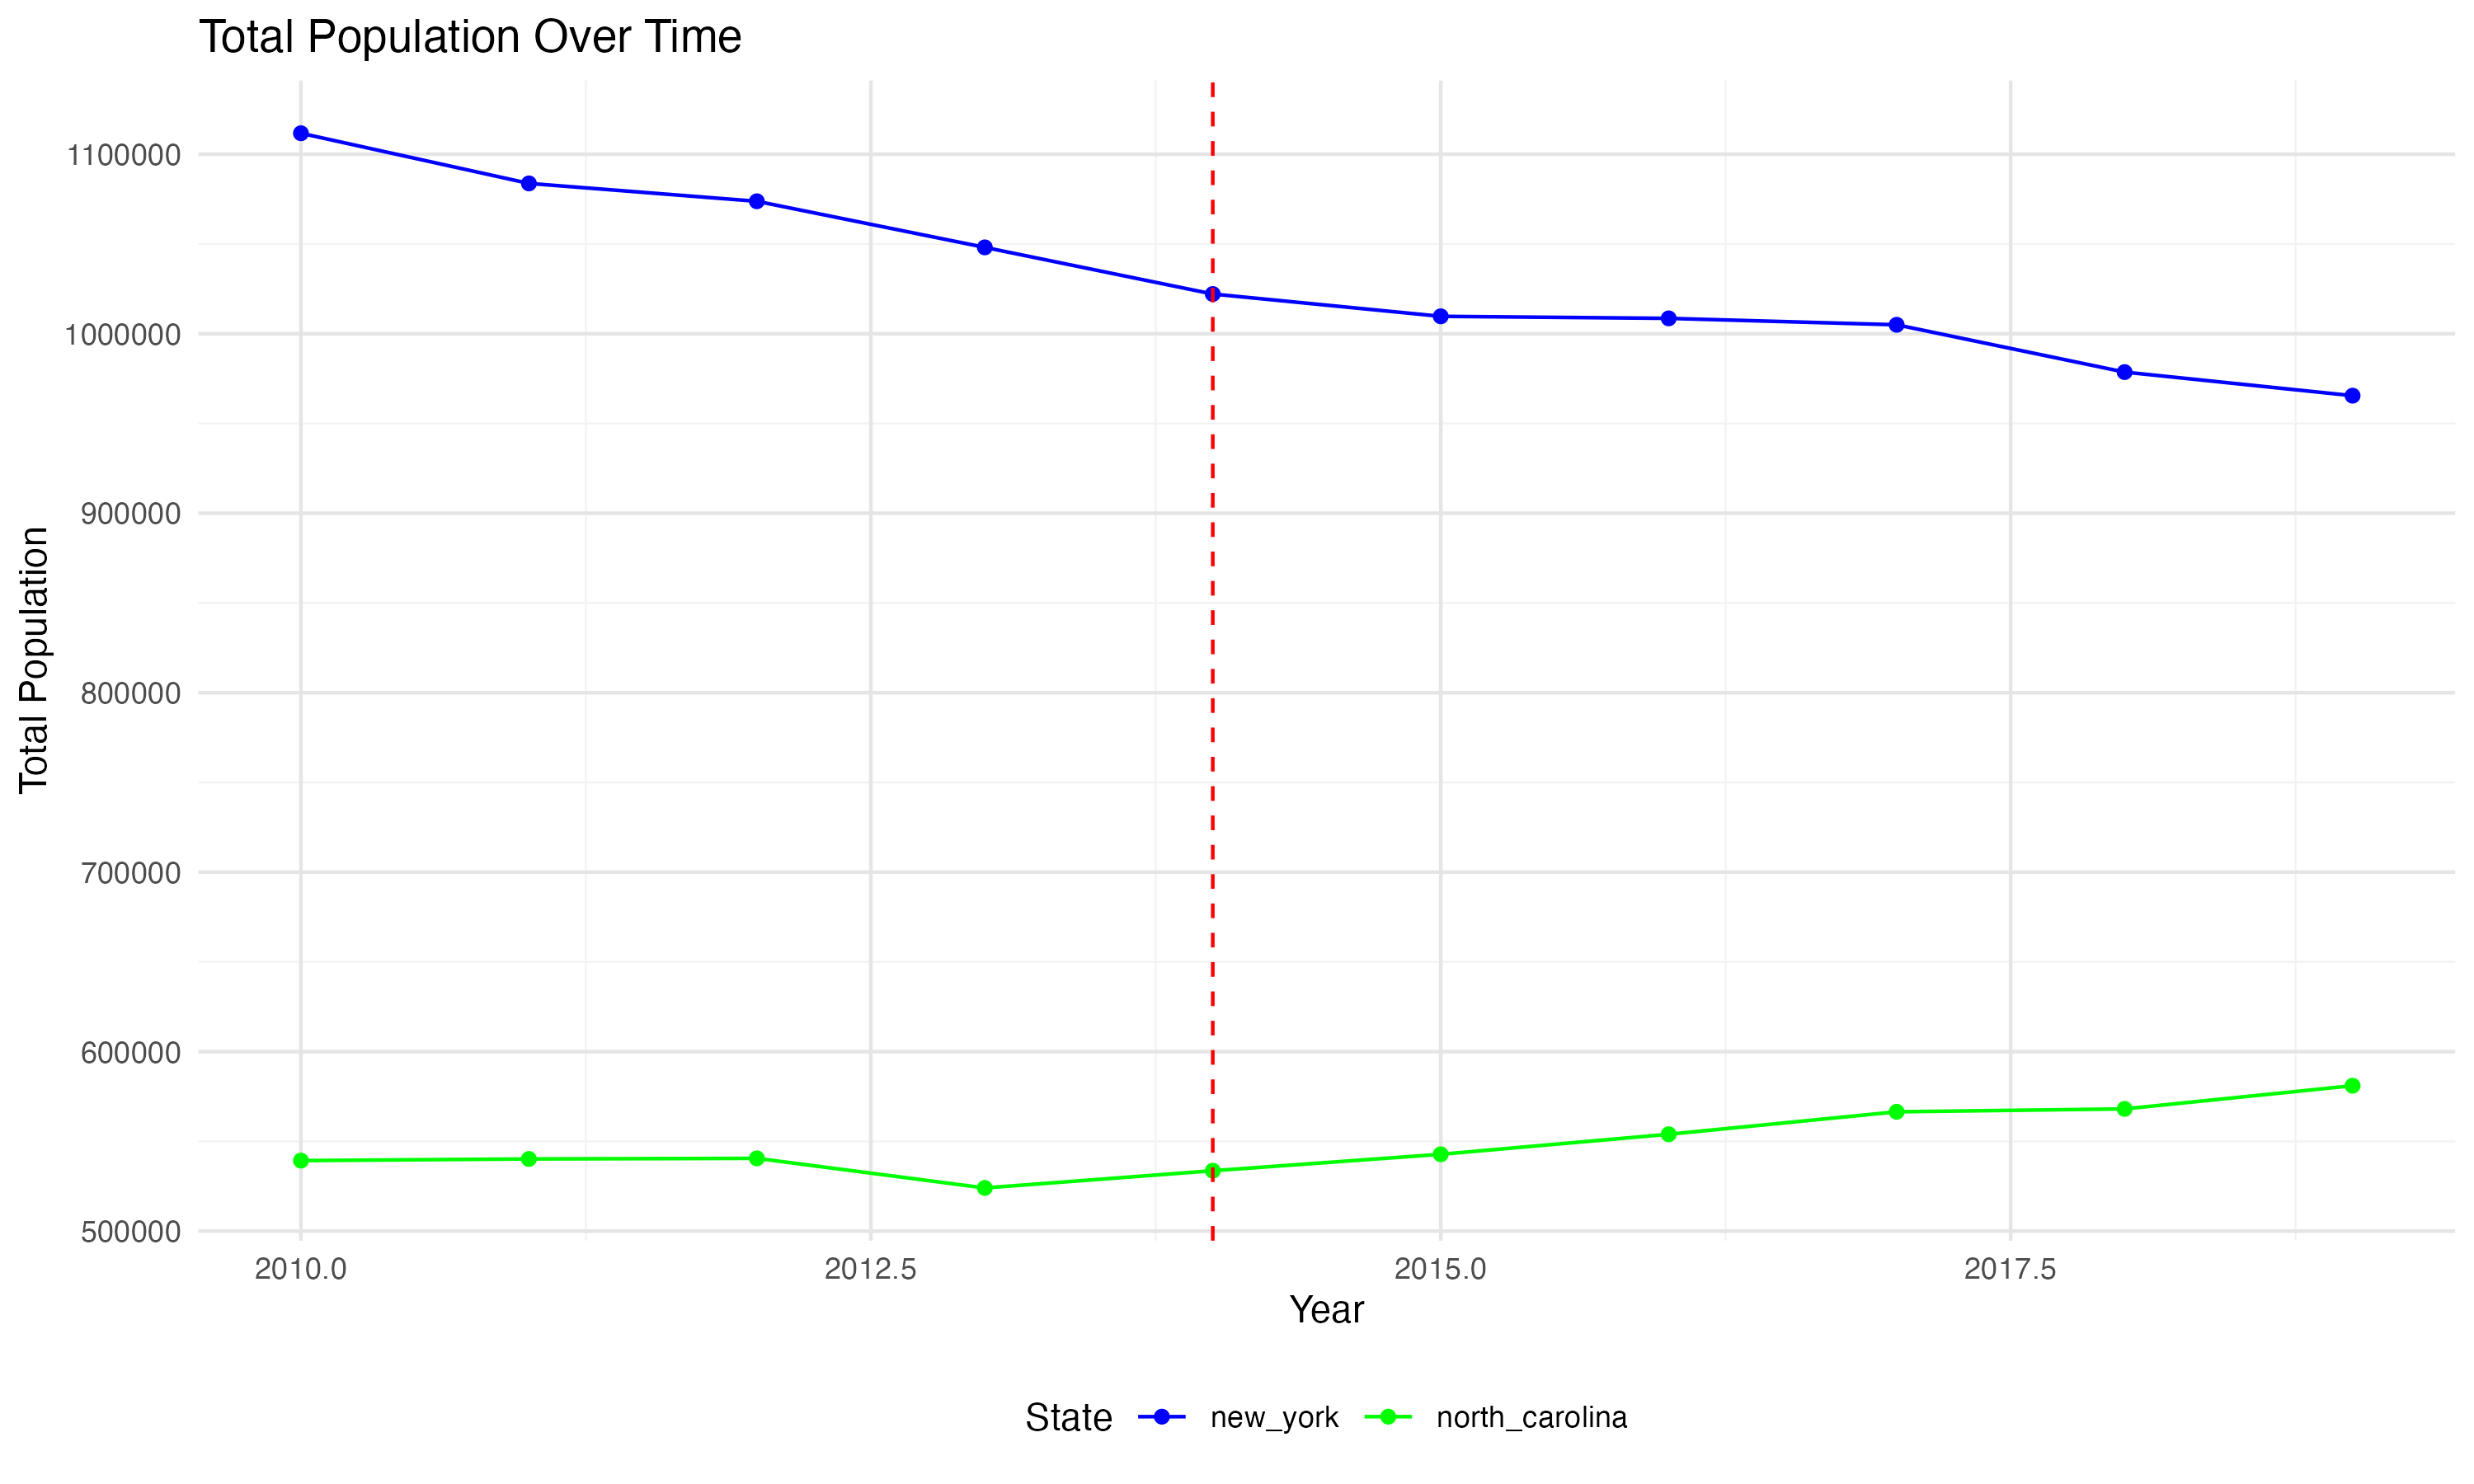 Total Population Over Time
Total Population
1100000
1000000
900000
800000
700000
600000
500000
2010.0 2012.5 2015.0 2017.5
Year
State new_york north_carolina